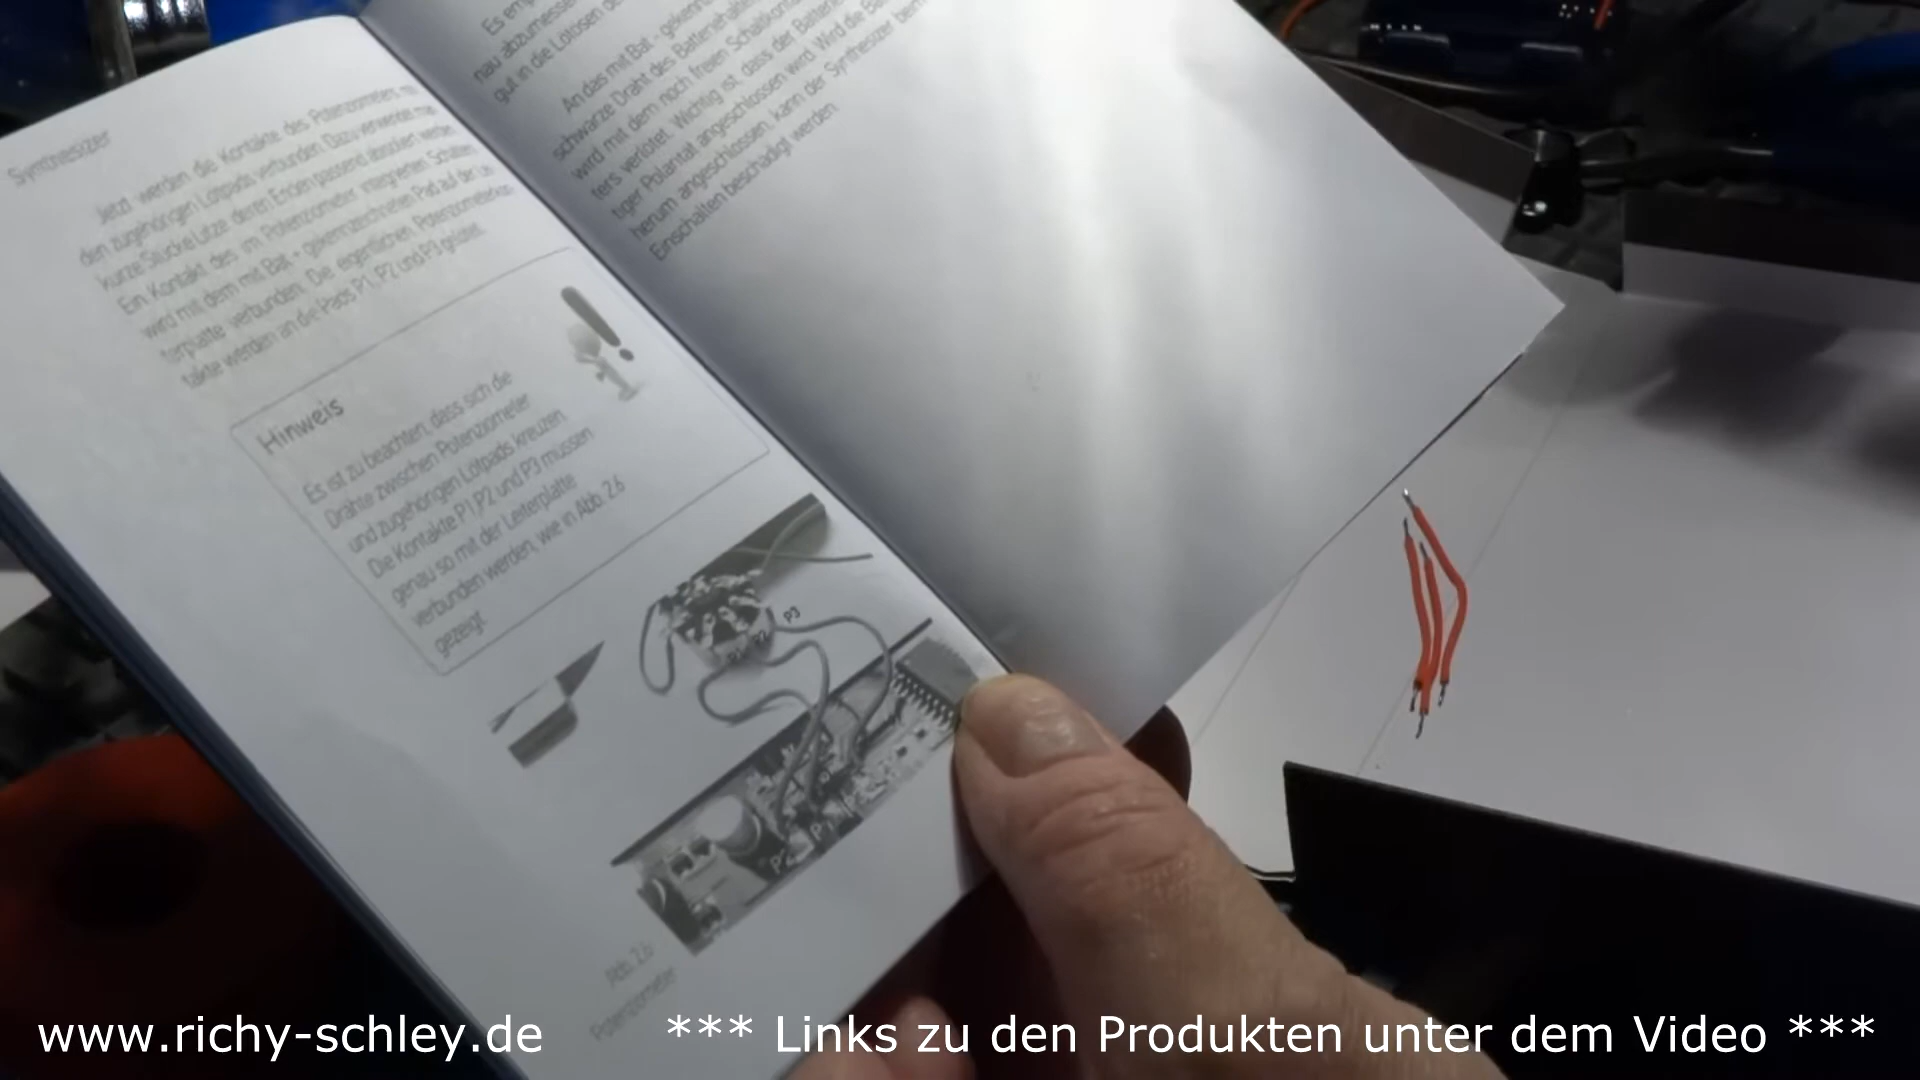 Synthesizer
Jetzt werden die Kontakte des Potenziometers mit
den zugehörigen Lötpads verbunden. Dazu verwendet man
kurze Stücke Litze, deren Enden passend abisoliert werden.
Ein Kontakt des im Potenziometer integrierten Schalters
wird mit dem mit Bat + gekennzeichneten Pad auf der Lei-
terplatte verbunden. Die eigentlichen Potenziometerkon-
takte werden an die Pads P1, P2 und P3 gelötet.
Hinweis
Es ist zu beachten, dass sich die
Drähte zwischen Potenziometer
und zugehörigen Lötpads kreuzen.
Die Kontakte P1, P2 und P3 müssen
genau so mit der Leiterplatte
verbunden werden, wie in Abb. 2.6
gezeigt.
P3
P1
P2
Abb. 2.6
Potenziometer
Es
nau abzumessen
gut in die Lötösen
An das mit Bat - 
schwarze Draht des Batteriehalters
wird mit dem noch freien Schaltkontakt
ters verlötet. Wichtig ist, dass der Batterie
tiger Polarität angeschlossen wird. Wird die
herum angeschlossen, kann der Synthesizer beim
Einschalten beschädigt werden.
www.richy-schley.de
*** Links zu den Produkten unter dem Video ***